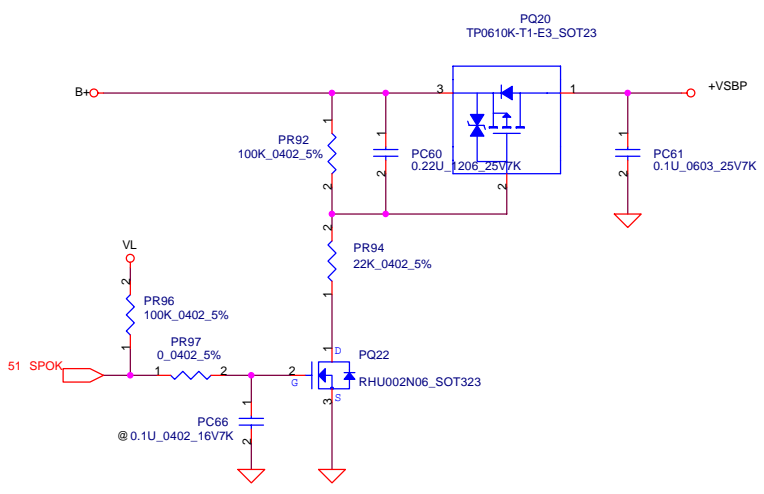 PQ20
TP0610K-T1-E3_SOT23
B+
3
1
+VSBP
1
PR92
100K_0402_5%
2
1
PC60
0.22U_1206_25V7K
2
2
1
PC61
0.1U_0603_25V7K
2
2
PR94
22K_0402_5%
1
VL
2
PR96
100K_0402_5%
1
PR97
0_0402_5%
51 SPOK
1
2
2
G
1
D
PQ22
RHU002N06_SOT323
3
S
1
PC66
@ 0.1U_0402_16V7K
2